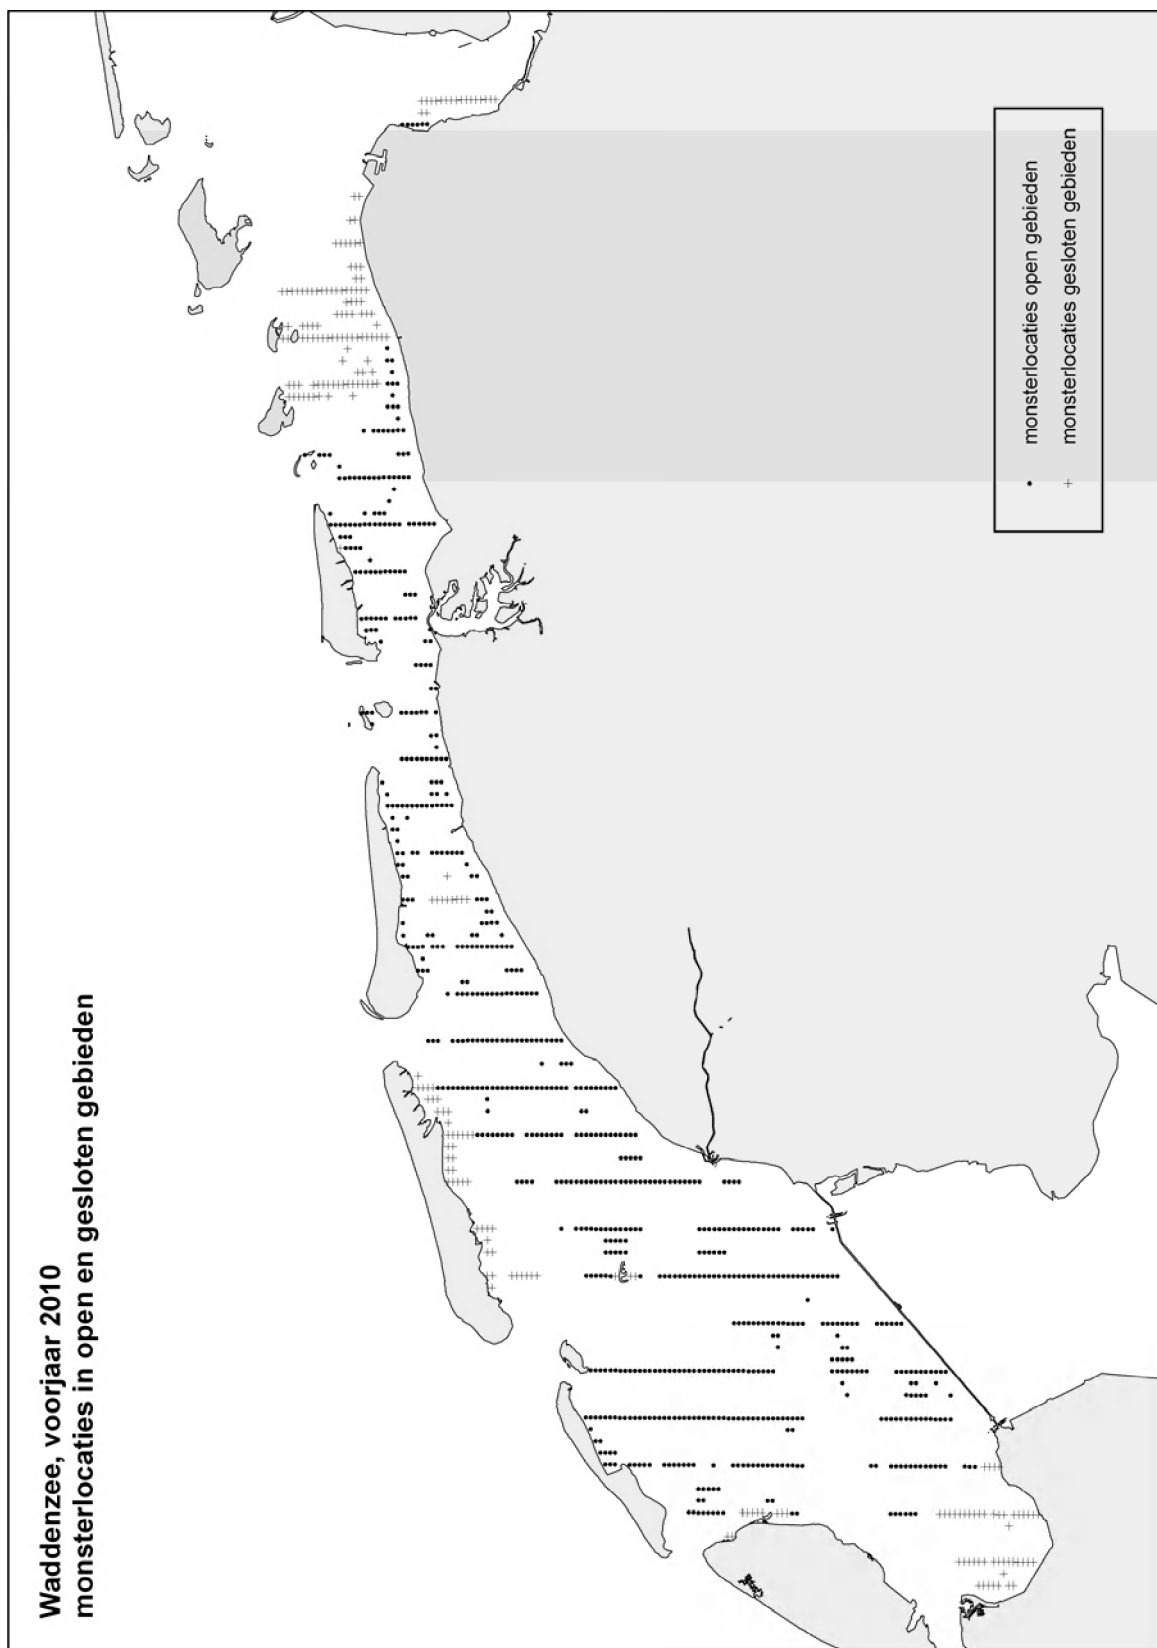 Waddenzee, voorjaar 2010
monsterlocaties in open en gesloten gebieden
monsterlocaties open gebieden
monsterlocaties gesloten gebieden